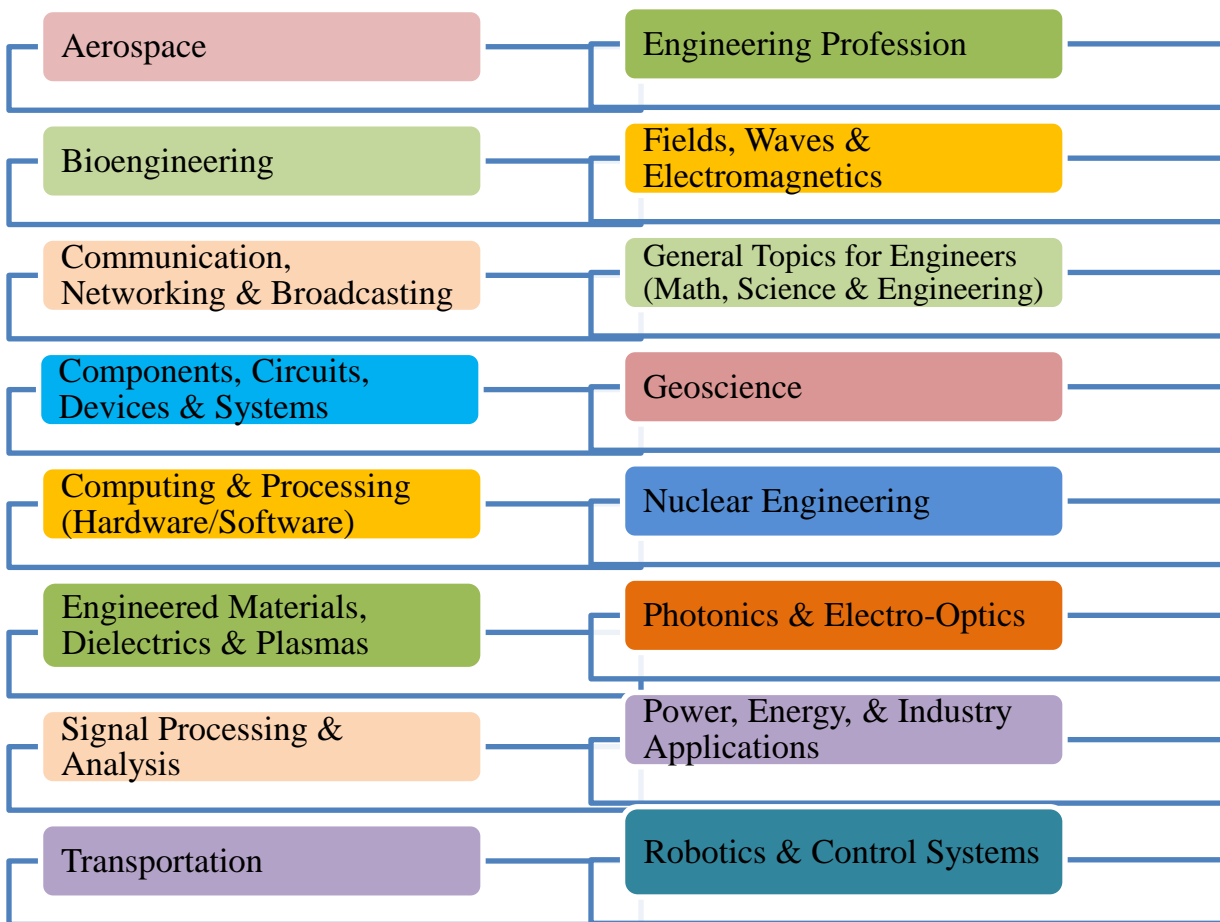 Aerospace
Bioengineering
Communication,
Networking & Broadcasting
Components, Circuits,
Devices & Systems
Computing & Processing
(Hardware/Software)
Engineered Materials,
Dielectrics & Plasmas
Signal Processing &
Analysis
Transportation
Engineering Profession
Fields, Waves &
Electromagnetics
General Topics for Engineers
(Math, Science & Engineering)
Geoscience
Nuclear Engineering
Photonics & Electro-Optics
Power, Energy, & Industry
Applications
Robotics & Control Systems